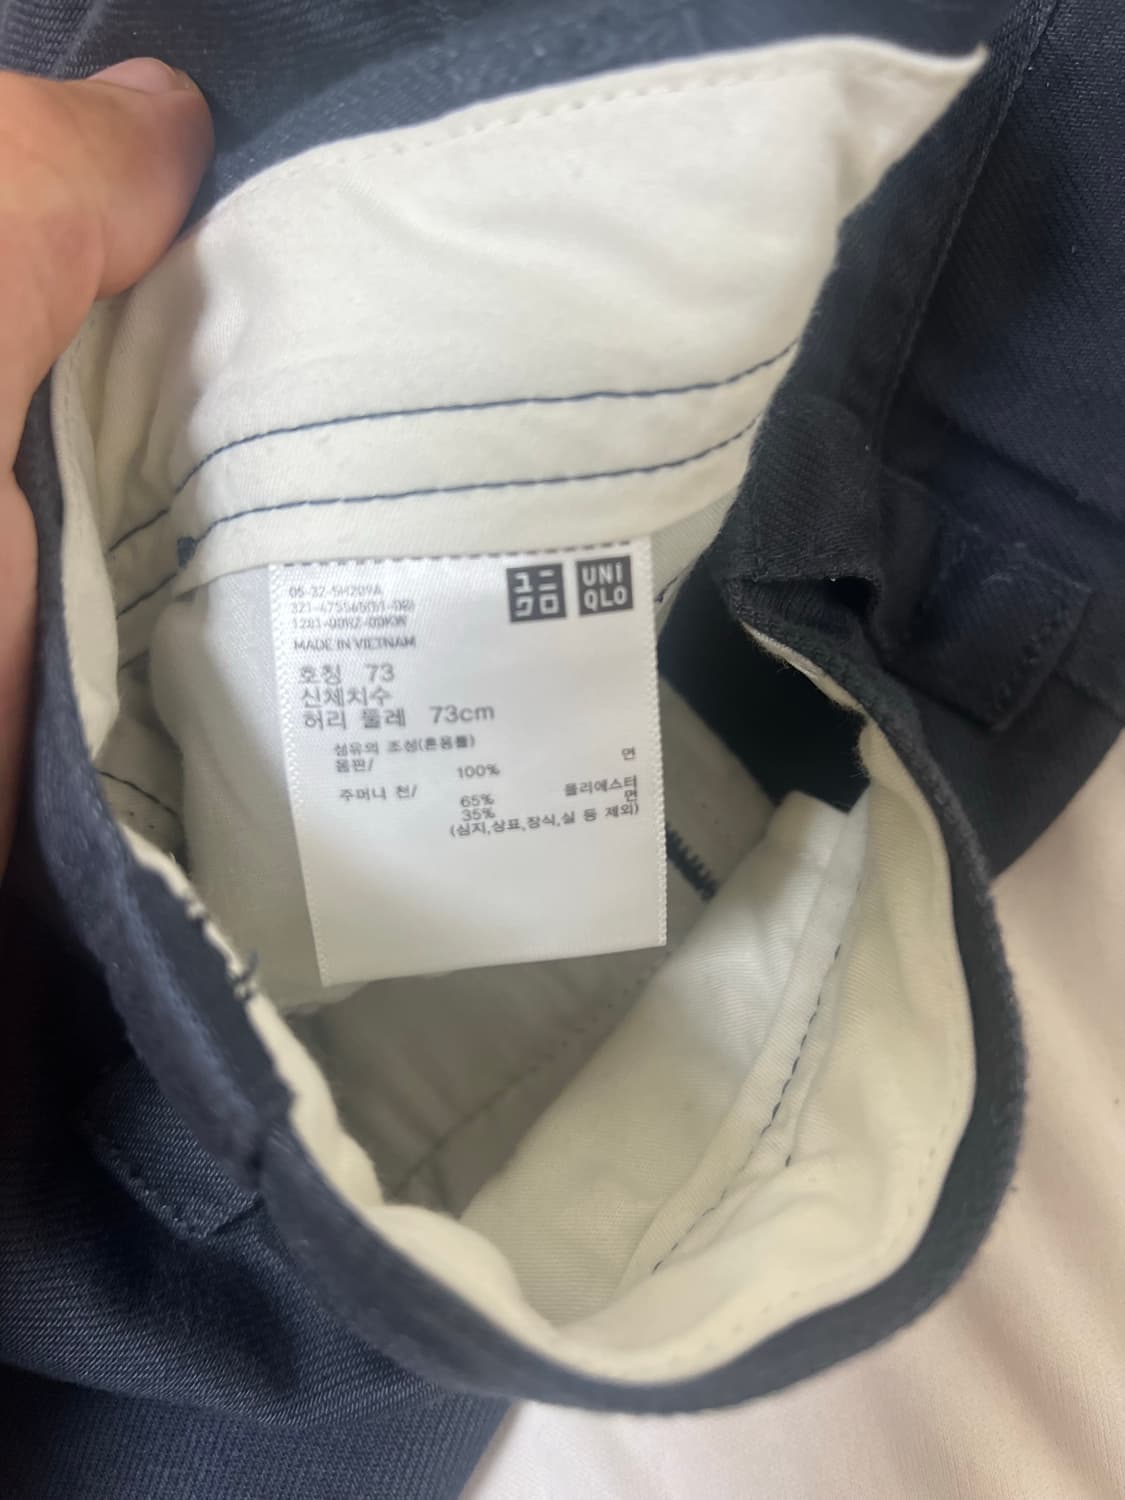 ユニ
クロ
UNI
QLO
MADE IN VIETNAM
호칭 73
신체치수
허리 둘레 73cm
섬유의 조성(혼용률)
몸판/ 연
100%
주머니 천/ 폴리에스터
65% 면
35%
(심지,상표,장식,실 등 제외)